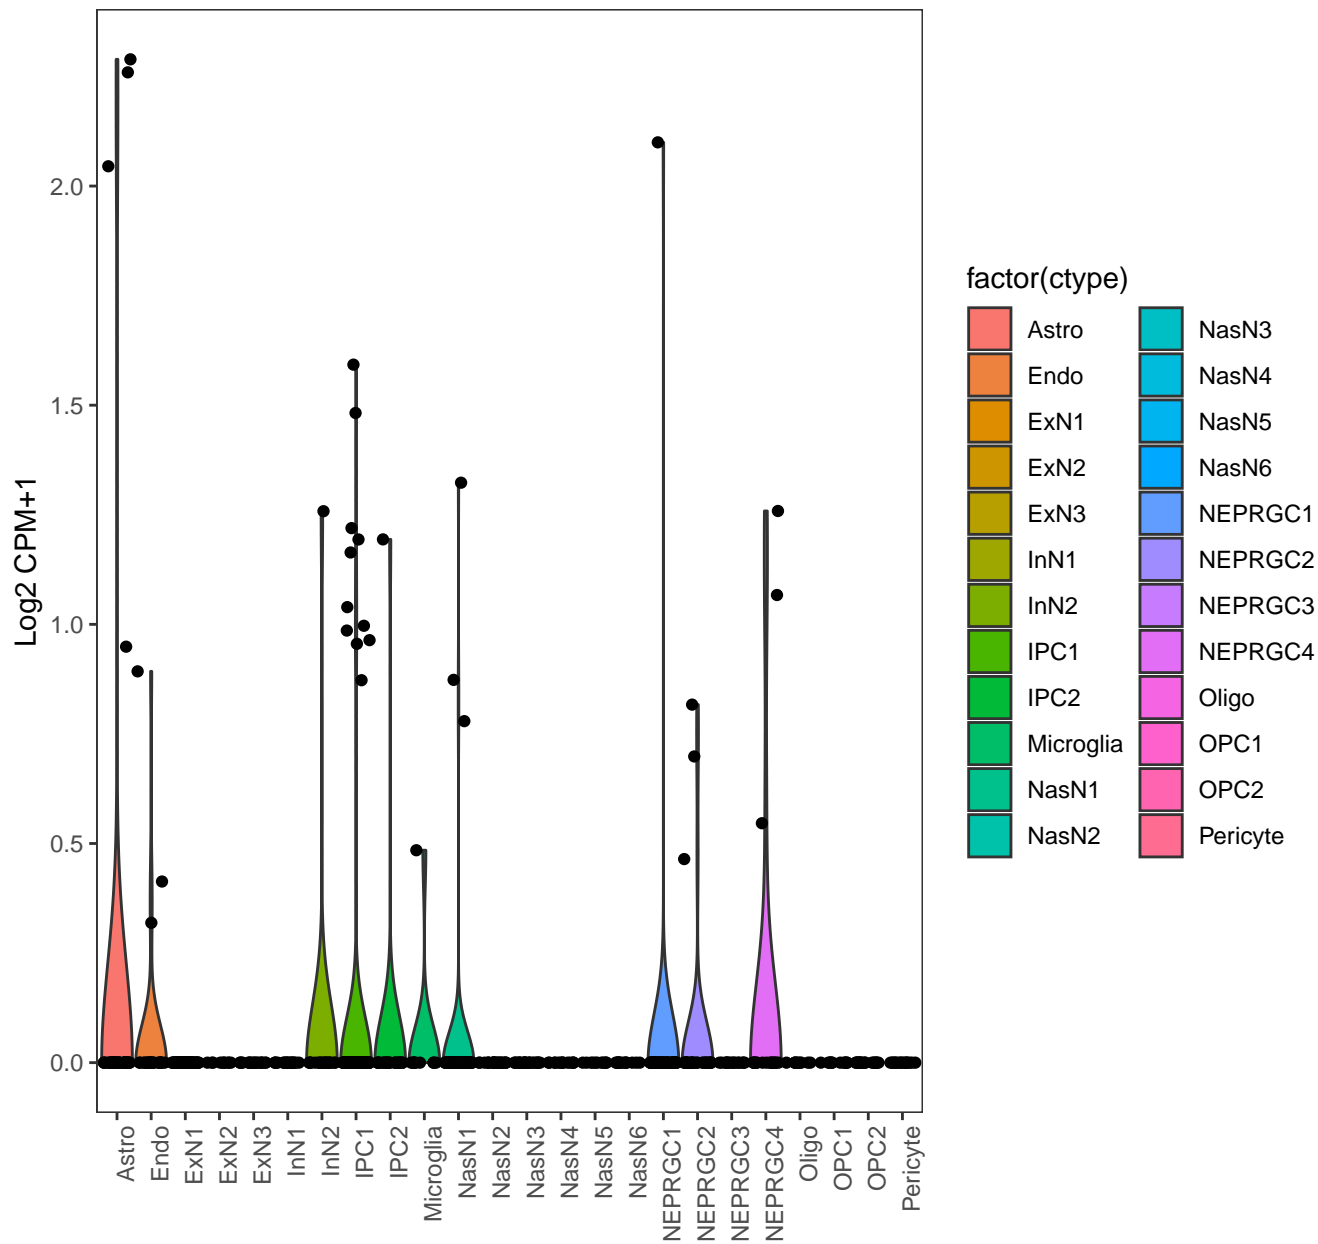 Log2 CPM+1
2.0
1.5
1.0
0.5
0.0
Astro
Endo
ExN1
ExN2
ExN3
InN1
InN2
IPC1
IPC2
Microglia
NasN1
NasN2
NasN3
NasN4
NasN5
NasN6
NEPRGC1
NEPRGC2
NEPRGC3
NEPRGC4
Oligo
OPC1
OPC2
Pericyte
factor(ctype)
Astro
Endo
ExN1
ExN2
ExN3
InN1
InN2
IPC1
IPC2
Microglia
NasN1
NasN2
NasN3
NasN4
NasN5
NasN6
NEPRGC1
NEPRGC2
NEPRGC3
NEPRGC4
Oligo
OPC1
OPC2
Pericyte